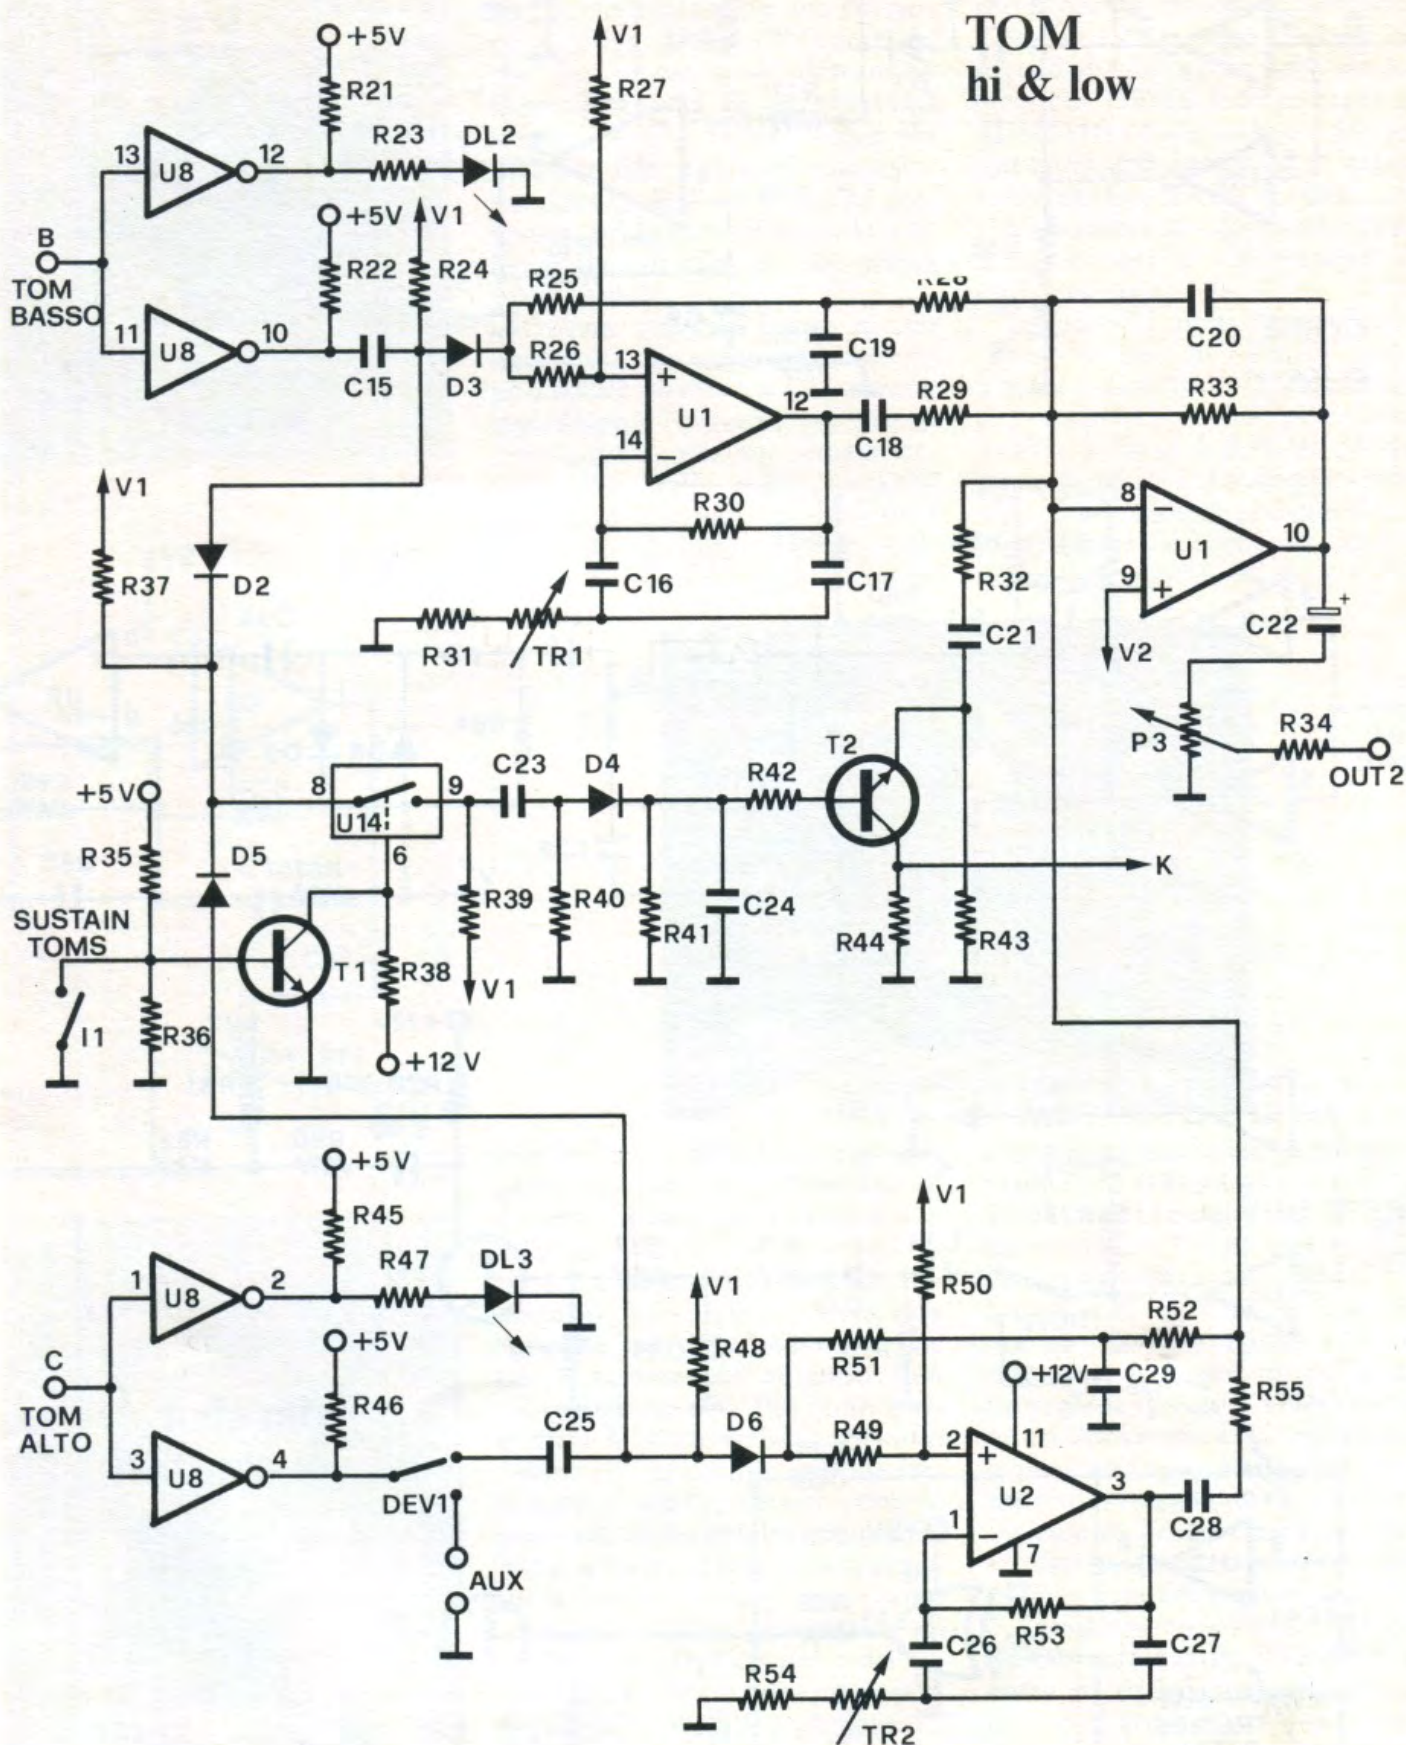 TOM
hi & low
+5V
V1
R21
R27
R23
DL2
13
U8
12
+5V
V1
B
TOM
BASSO
R22
R24
R25
11
U8
10
C15
D3
R26
C19
C20
13
+
U1
12
14
−
C18
R29
R33
V1
R37
D2
R30
C16
C17
R31
TR1
R32
C21
8
−
U1
10
9
+
V2
C22
+
P3
R34
OUT 2
+5V
R35
8
U14
9
6
C23
D4
R42
T2
K
D5
SUSTAIN
TOMS
I1
R36
T1
R38
+12 V
R39
V1
R40
R41
C24
R44
R43
+5V
R45
1
U8
2
R47
DL3
+5V
C
TOM
ALTO
R46
3
U8
4
DEV1
AUX
C25
V1
R48
D6
V1
R50
R51
R49
R52
+12V
C29
R55
2
+
11
U2
3
1
−
7
C28
C26
R53
C27
R54
TR2